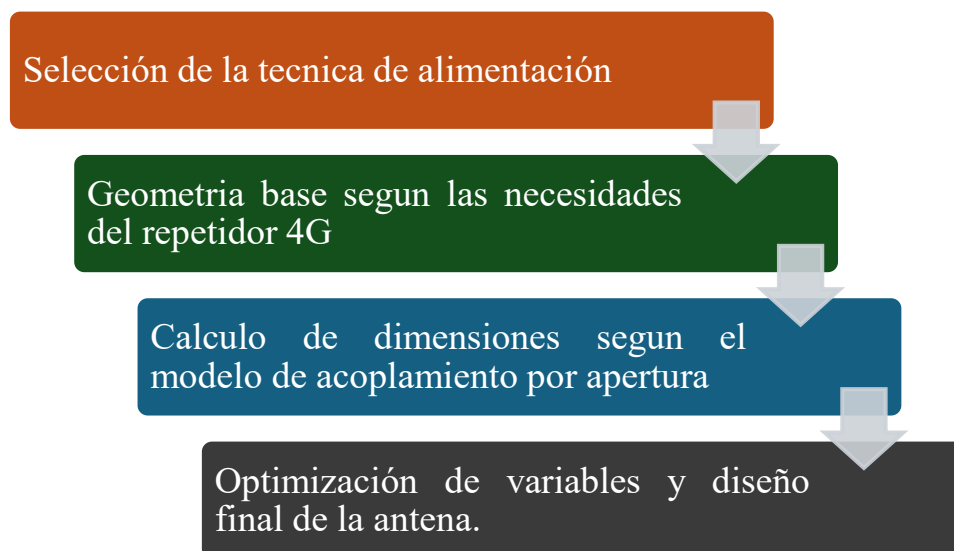 Selección de la tecnica de alimentación
Geometria base segun las necesidades
del repetidor 4G
Calculo de dimensiones segun el
modelo de acoplamiento por apertura
Optimización de variables y diseño
final de la antena.